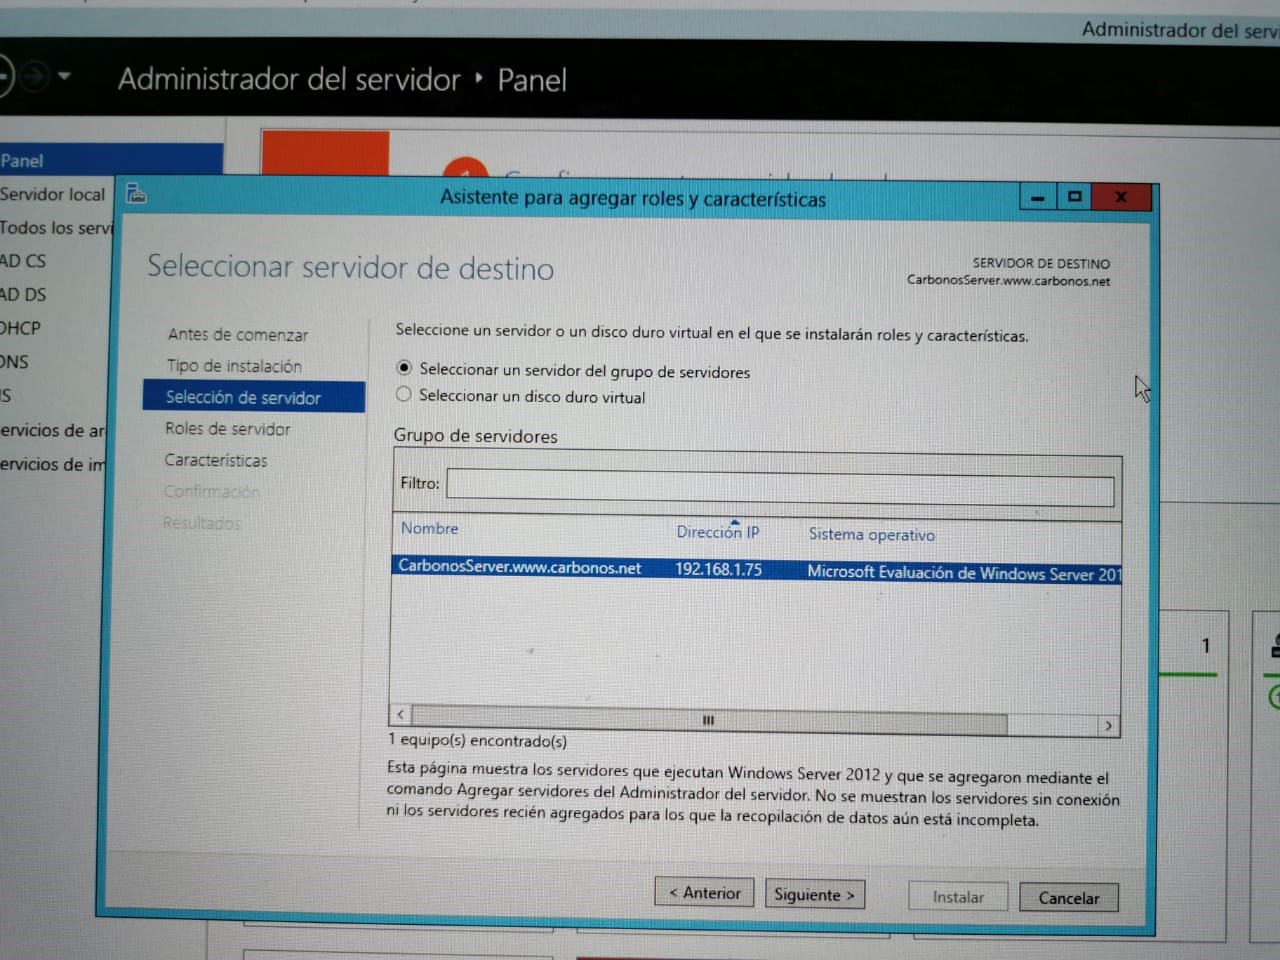 Administrador del serv
Administrador del servidor ‣ Panel
Panel
Servidor local
Todos los servi
AD CS
AD DS
DHCP
DNS
IS
ervicios de ar
ervicios de im
1
Asistente para agregar roles y características
Seleccionar servidor de destino
SERVIDOR DE DESTINO
CarbonosServer.www.carbonos.net
Antes de comenzar
Tipo de instalación
Selección de servidor
Roles de servidor
Características
Confirmación
Resultados
Seleccione un servidor o un disco duro virtual en el que se instalarán roles y características.
Seleccionar un servidor del grupo de servidores
Seleccionar un disco duro virtual
Grupo de servidores
Filtro:
Nombre Dirección IP Sistema operativo
CarbonosServer.www.carbonos.net 192.168.1.75 Microsoft Evaluación de Windows Server 201
1 equipo(s) encontrado(s)
Esta página muestra los servidores que ejecutan Windows Server 2012 y que se agregaron mediante el
comando Agregar servidores del Administrador del servidor. No se muestran los servidores sin conexión
ni los servidores recién agregados para los que la recopilación de datos aún está incompleta.
< Anterior Siguiente > Instalar Cancelar
1